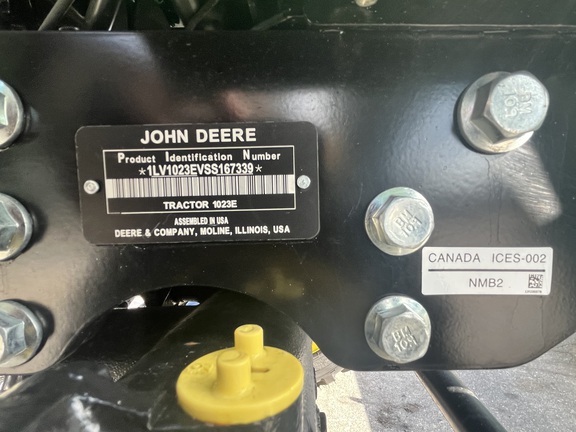 JOHN DEERE
Product Identification Number
*1LV1023EVSS167339*
TRACTOR 1023E
ASSEMBLED IN USA
DEERE & COMPANY, MOLINE, ILLINOIS, USA
CANADA ICES-002
NMB2